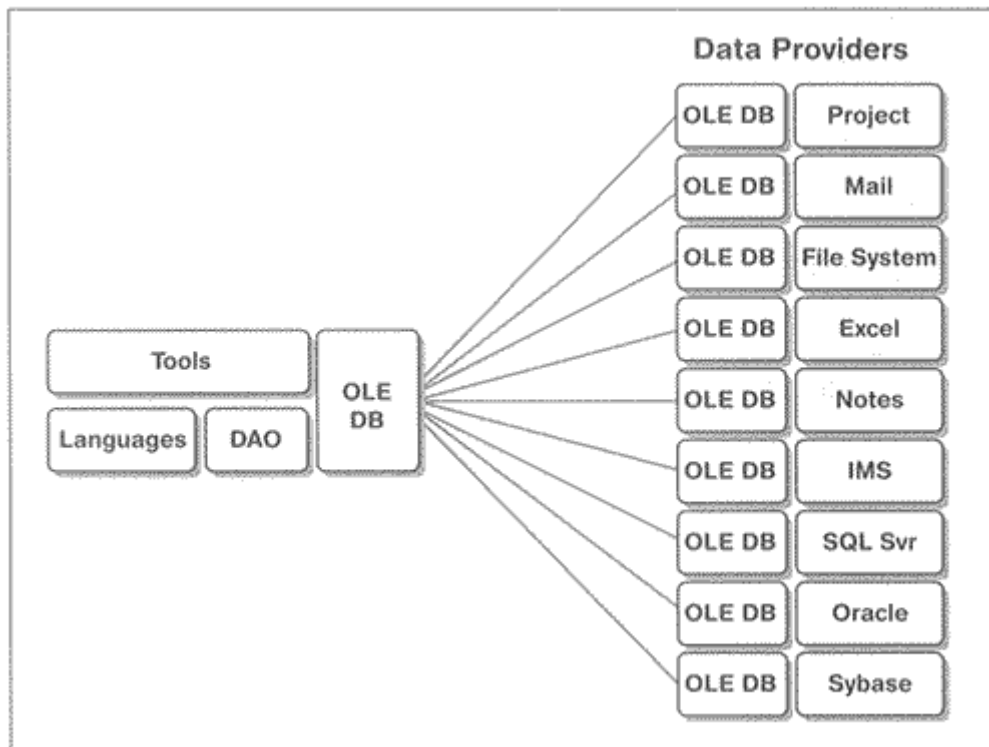 Data Providers
OLE DB Project
OLE DB Mail
OLE DB File System
OLE DB Excel
Tools
OLE
DB
Languages DAO
OLE DB Notes
OLE DB IMS
OLE DB SQL Svr
OLE DB Oracle
OLE DB Sybase